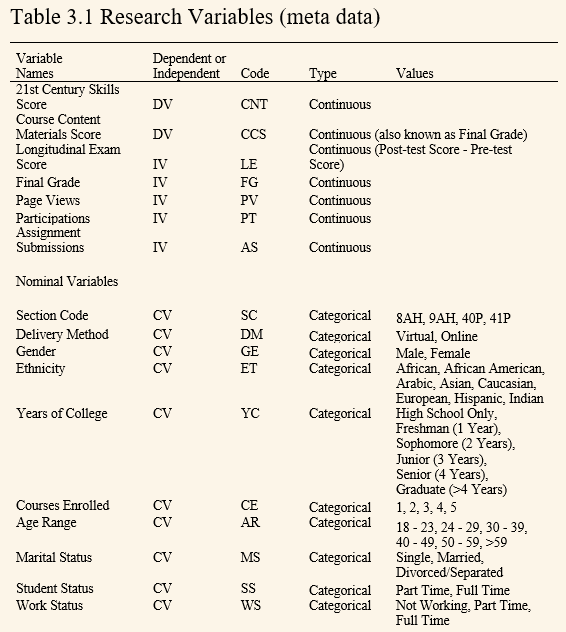 Table 3.1 Research Variables (meta data)
Variable Names Dependent or Independent Code Type Values
21st Century Skills
Score DV CNT Continuous
Course Content
Materials Score DV CCS Continuous (also known as Final Grade)
Longitudinal Exam Continuous (Post-test Score - Pre-test
Score IV LE Score)
Final Grade IV FG Continuous
Page Views IV PV Continuous
Participations IV PT Continuous
Assignment
Submissions IV AS Continuous
Nominal Variables
Section Code CV SC Categorical 8AH, 9AH, 40P, 41P
Delivery Method CV DM Categorical Virtual, Online
Gender CV GE Categorical Male, Female
Ethnicity CV ET Categorical African, African American,
Arabic, Asian, Caucasian,
European, Hispanic, Indian
Years of College CV YC Categorical High School Only,
Freshman (1 Year),
Sophomore (2 Years),
Junior (3 Years),
Senior (4 Years),
Graduate (>4 Years)
Courses Enrolled CV CE Categorical 1, 2, 3, 4, 5
Age Range CV AR Categorical 18 - 23, 24 - 29, 30 - 39,
40 - 49, 50 - 59, >59
Marital Status CV MS Categorical Single, Married,
Divorced/Separated
Student Status CV SS Categorical Part Time, Full Time
Work Status CV WS Categorical Not Working, Part Time,
Full Time